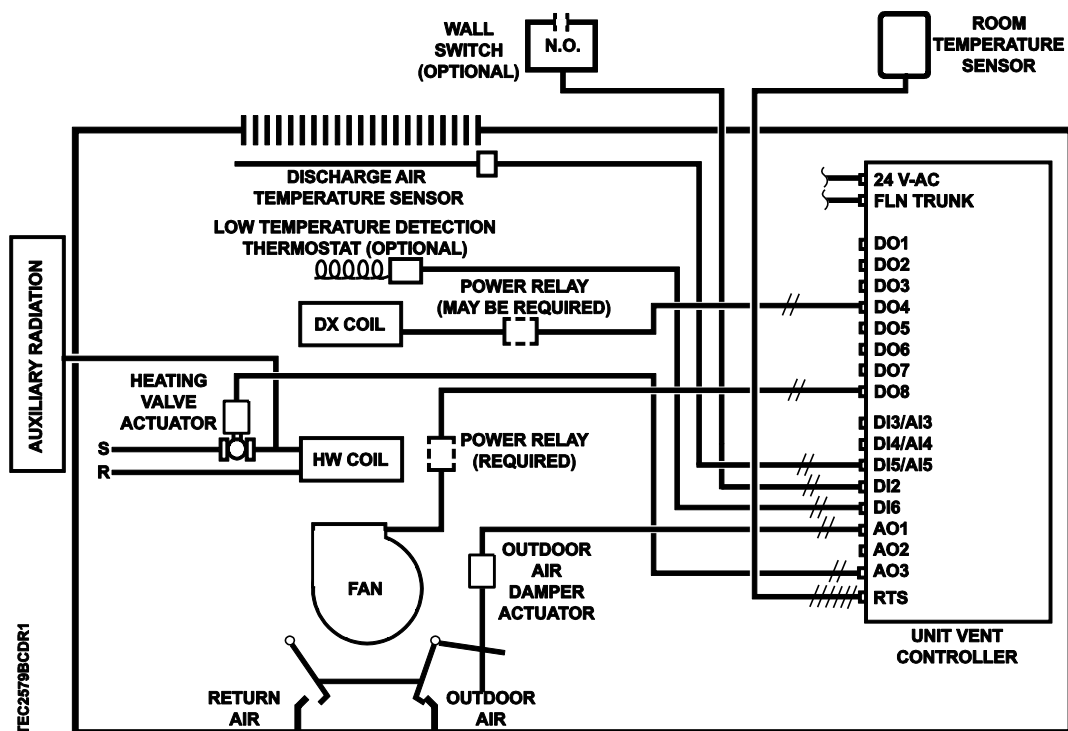 WALL
SWITCH
(OPTIONAL)
N.O.
ROOM
TEMPERATURE
SENSOR
DISCHARGE AIR
TEMPERATURE SENSOR
LOW TEMPERATURE DETECTION
THERMOSTAT (OPTIONAL)
POWER RELAY
(MAY BE REQUIRED)
DX COIL
AUXILIARY RADIATION
HEATING
VALVE
ACTUATOR
S
R
HW COIL
POWER RELAY
(REQUIRED)
FAN
OUTDOOR
AIR
DAMPER
ACTUATOR
RETURN
AIR
OUTDOOR
AIR
24 V-AC
FLN TRUNK
DO1
DO2
DO3
DO4
DO5
DO6
DO7
DO8
DI3/AI3
DI4/AI4
DI5/AI5
DI2
DI6
AO1
AO2
AO3
RTS
UNIT VENT
CONTROLLER
TEC2579BCDR1